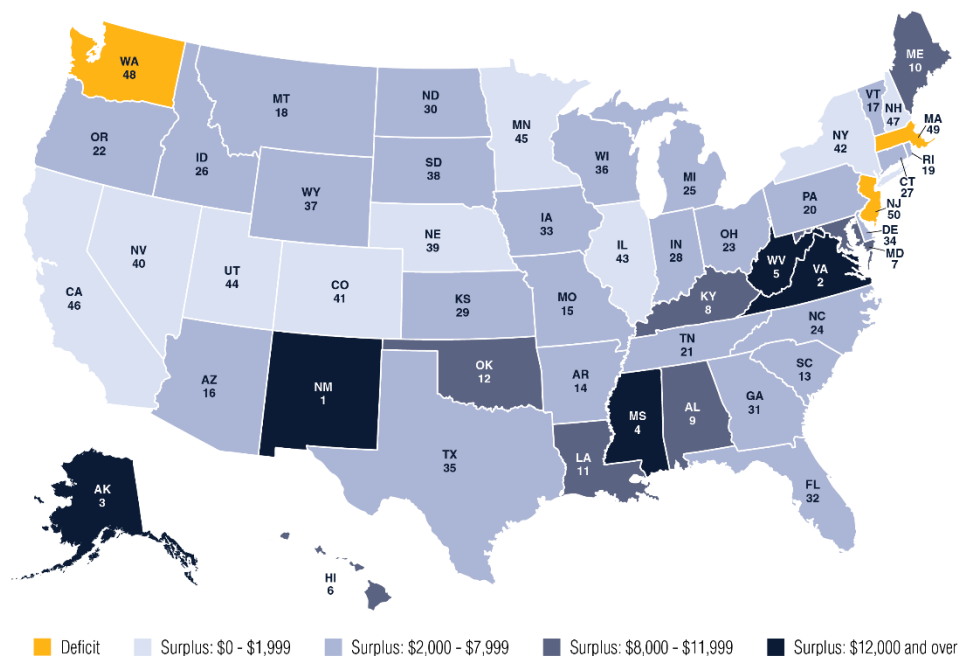 ME
10
WA
48
VT
17
NH
47
MT
18
ND
30
MN
45
MA
49
OR
22
NY
42
ID
26
SD
38
WI
36
RI
19
MI
25
CT
27
WY
37
PA
20
NJ
50
IA
33
NE
39
OH
23
DE
34
IL
43
IN
28
MD
7
NV
40
WV
5
VA
2
UT
44
CO
41
CA
46
KS
29
MO
15
KY
8
NC
24
TN
21
OK
12
SC
13
AZ
16
NM
1
AR
14
GA
31
MS
4
AL
9
TX
35
LA
11
FL
32
AK
3
HI
6
Deficit
Surplus: $0 - $1,999
Surplus: $2,000 - $7,999
Surplus: $8,000 - $11,999
Surplus: $12,000 and over